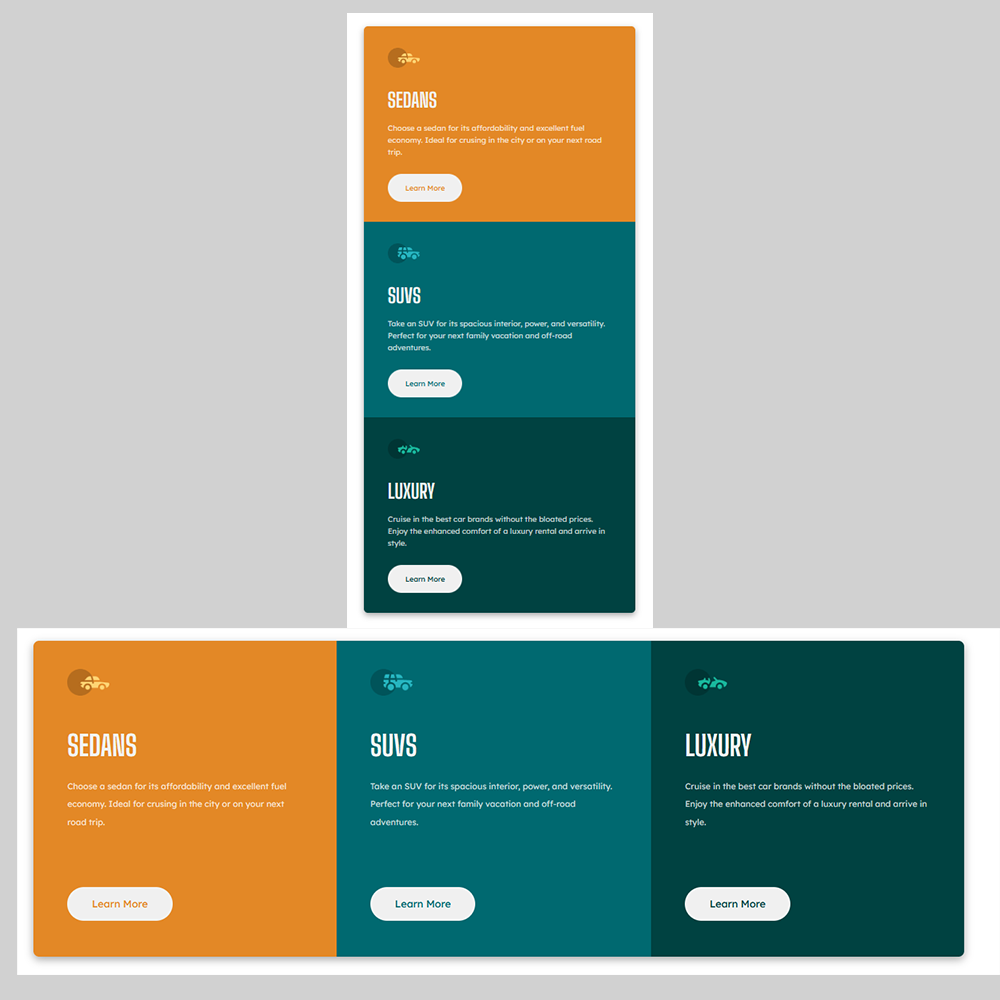 SEDANS
Choose a sedan for its affordability and excellent fuel
economy. Ideal for crusing in the city or on your next road
trip.
Learn More
SUVS
Take an SUV for its spacious interior, power, and versatility.
Perfect for your next family vacation and off-road
adventures.
Learn More
LUXURY
Cruise in the best car brands without the bloated prices.
Enjoy the enhanced comfort of a luxury rental and arrive in
style.
Learn More
SEDANS
Choose a sedan for its affordability and excellent fuel
economy. Ideal for crusing in the city or on your next
road trip.
Learn More
SUVS
Take an SUV for its spacious interior, power, and versatility.
Perfect for your next family vacation and off-road
adventures.
Learn More
LUXURY
Cruise in the best car brands without the bloated prices.
Enjoy the enhanced comfort of a luxury rental and arrive in
style.
Learn More